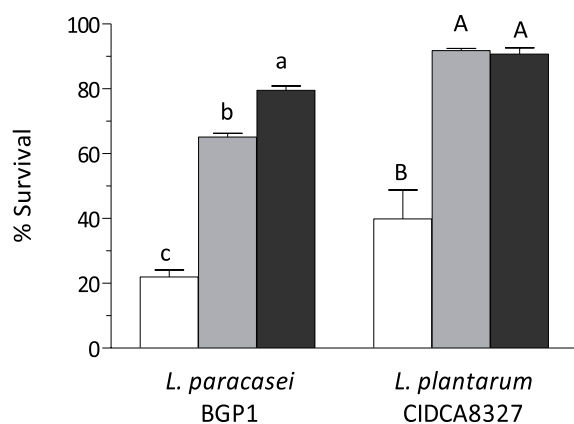 100
80
60
40
20
0
% Survival
c
b
a
B
A
A
L. paracasei
BGP1
L. plantarum
CIDCA8327